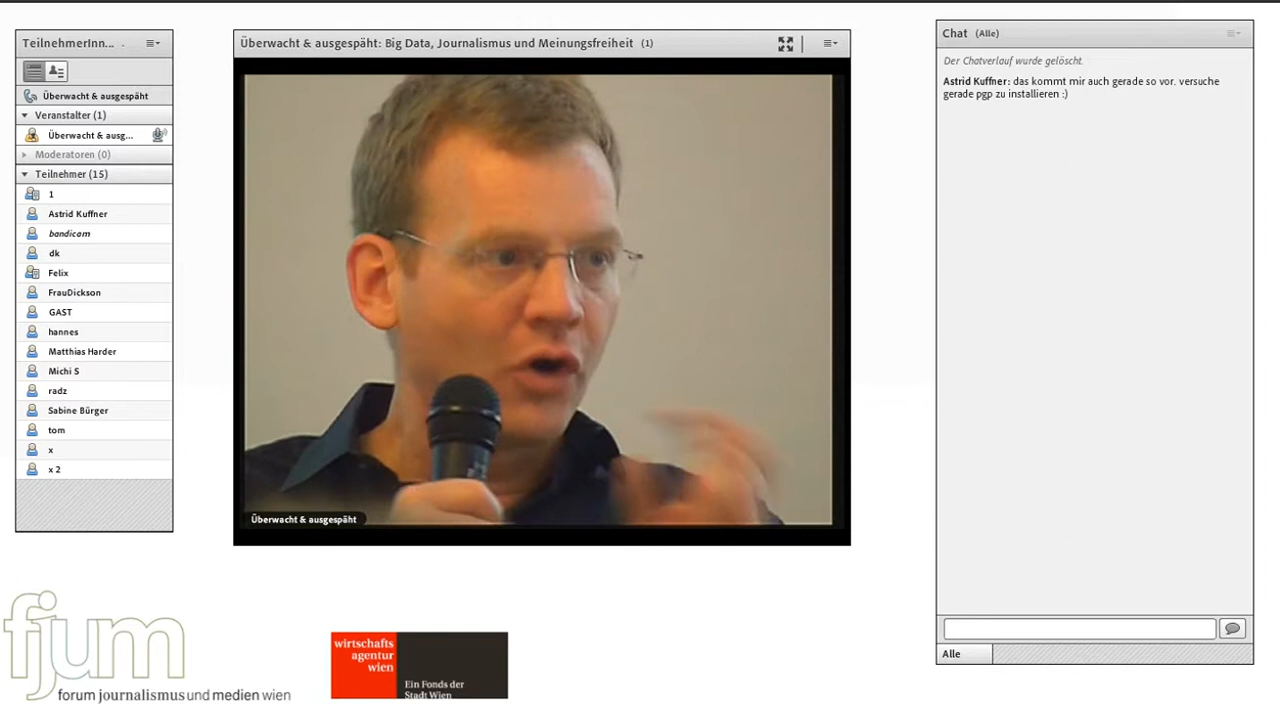 TeilnehmerInn... .
Überwacht & ausgespäht
Veranstalter (1)
Überwacht & ausg...
Moderatoren (0)
Teilnehmer (15)
1
Astrid Kuffner
bandicam
dk
Felix
FrauDickson
GAST
hannes
Matthias Harder
Michi S
radz
Sabine Bürger
tom
x
x 2
Überwacht & ausgespäht: Big Data, Journalismus und Meinungsfreiheit (1)
Überwacht & ausgespäht
Chat (Alle)
Der Chatverlauf wurde gelöscht.
Astrid Kuffner: das kommt mir auch gerade so vor. versuche
gerade pgp zu installieren :)
Alle
fjum
forum journalismus und medien wien
wirtschafts
agentur
wien
Ein Fonds der
Stadt Wien